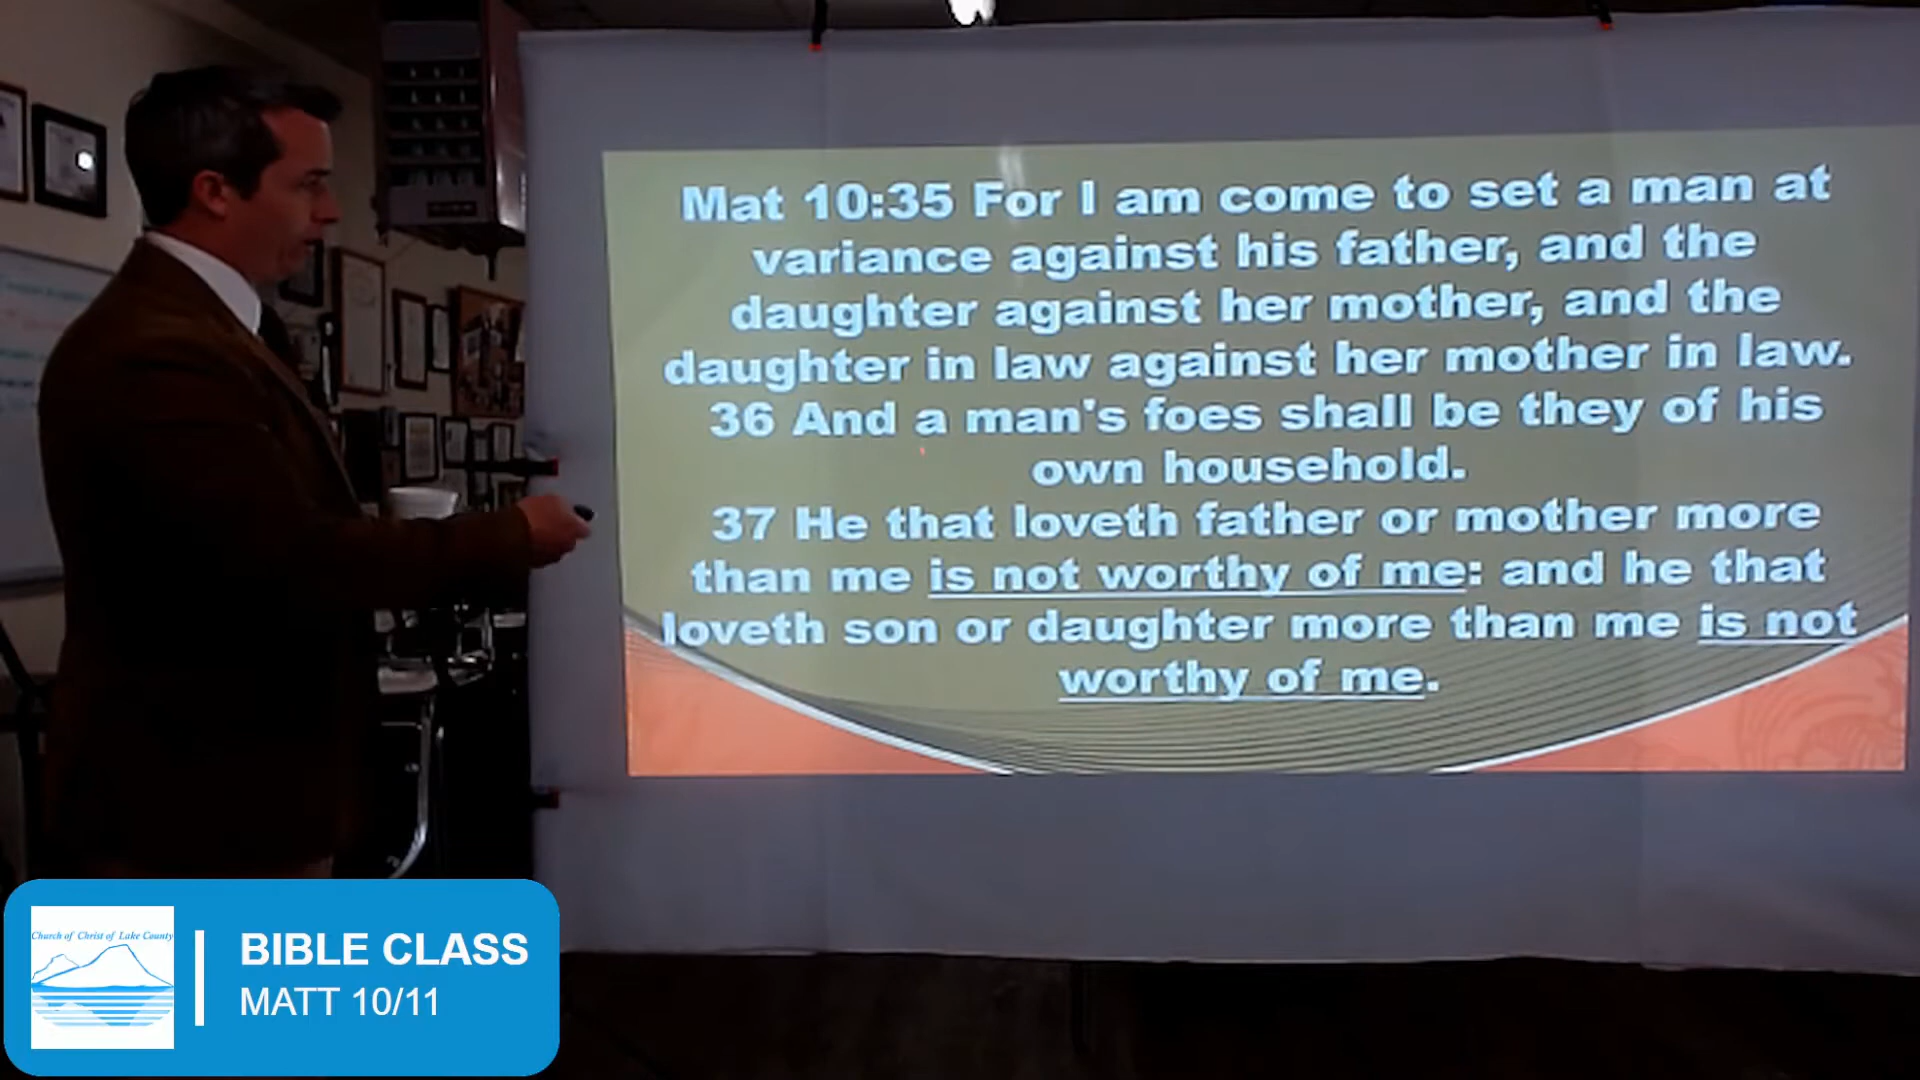 Mat 10:35 For I am come to set a man at
variance against his father, and the
daughter against her mother, and the
daughter in law against her mother in law.
36 And a man's foes shall be they of his
own household.
37 He that loveth father or mother more
than me is not worthy of me: and he that
loveth son or daughter more than me is not
worthy of me.
Church of Christ of Lake County
BIBLE CLASS
MATT 10/11